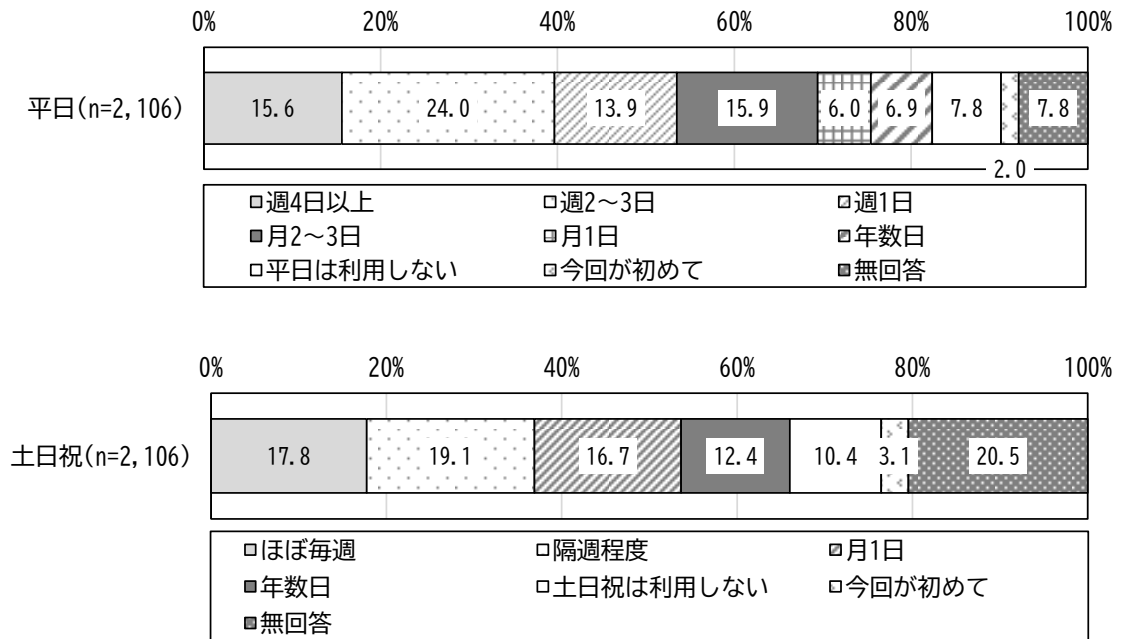 0% 20% 40% 60% 80% 100%
平日(n=2,106) 15.6 24.0 13.9 15.9 6.0 6.9 7.8 7.8
2.0
週4日以上 週2～3日 週1日
月2～3日 月1日 年数日
平日は利用しない 今回が初めて 無回答
0% 20% 40% 60% 80% 100%
土日祝(n=2,106) 17.8 19.1 16.7 12.4 10.4 3.1 20.5
ほぼ毎週 隔週程度 月1日
年数日 土日祝は利用しない 今回が初めて
無回答